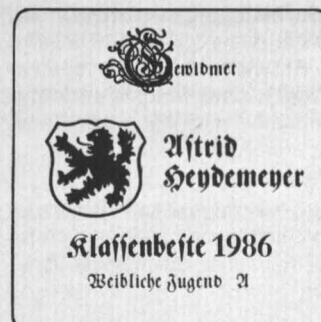 Gewidmet
Astrid
Heydemeyer
Klassenbeste 1986
Weibliche Jugend A